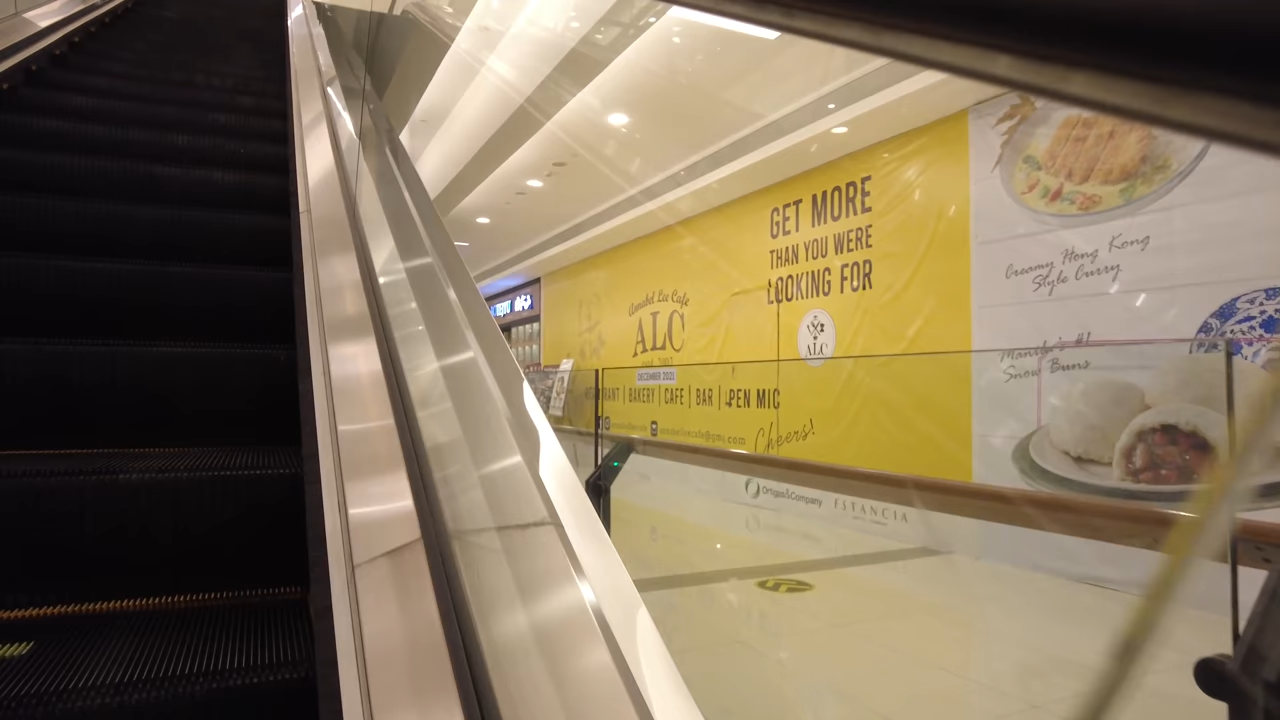 GET MORE
THAN YOU WERE
LOOKING FOR
ALC
Annabel Lee Cafe
ALC
DECEMBER 2021
BAKERY | CAFE | BAR | OPEN MIC
Cheers!
Creamy Hong Kong
Style Curry
Manila's #1
Snow Buns
Ortigas&Company
ESTANCIA